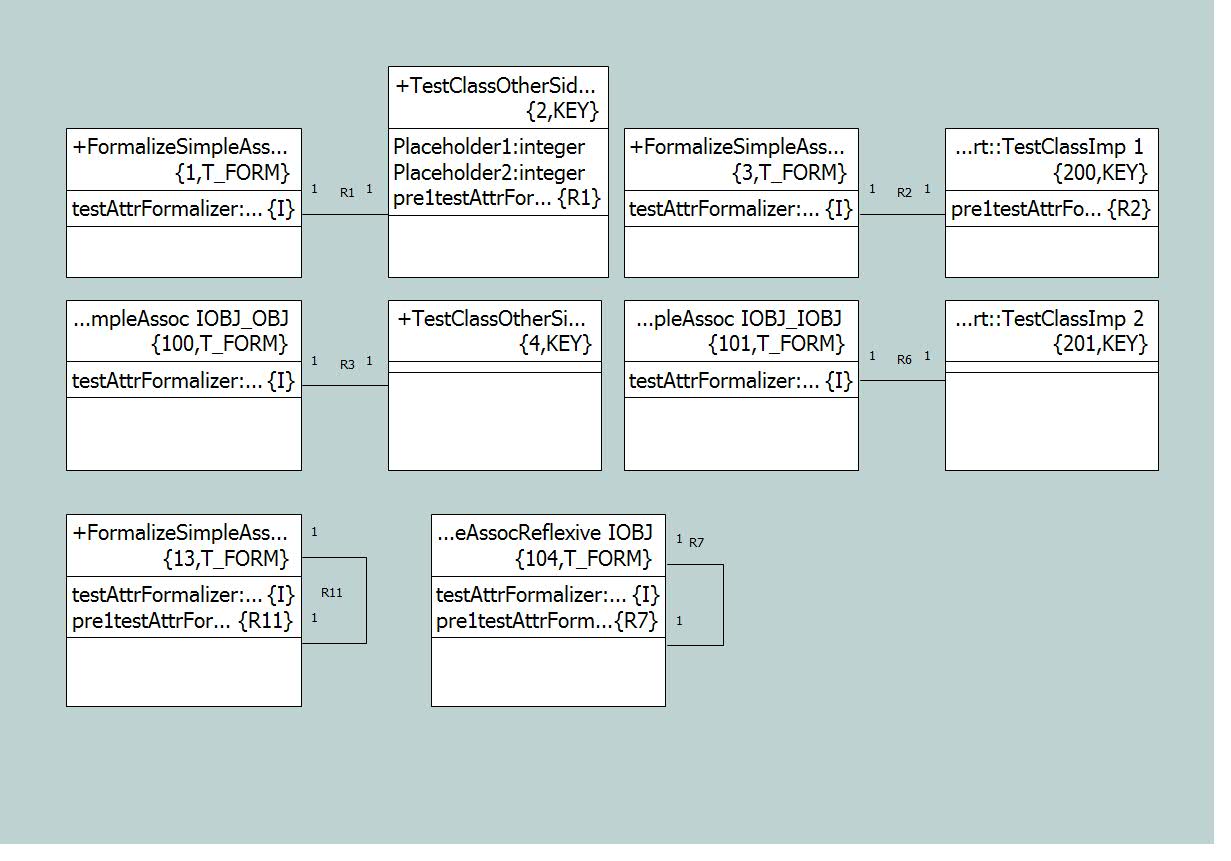 +TestClassOtherSid...
{2,KEY}
Placeholder1:integer
Placeholder2:integer
pre1testAttrFor... {R1}
+FormalizeSimpleAss...
{1,T_FORM}
testAttrFormalizer:... {I}
1 R1 1
+FormalizeSimpleAss...
{3,T_FORM}
testAttrFormalizer:... {I}
1 R2 1
...rt::TestClassImp 1
{200,KEY}
pre1testAttrFo... {R2}
...mpleAssoc IOBJ_OBJ
{100,T_FORM}
testAttrFormalizer:... {I}
1 R3 1
+TestClassOtherSi...
{4,KEY}
...pleAssoc IOBJ_IOBJ
{101,T_FORM}
testAttrFormalizer:... {I}
1 R6 1
...rt::TestClassImp 2
{201,KEY}
+FormalizeSimpleAss...
{13,T_FORM}
testAttrFormalizer:... {I}
pre1testAttrFor... {R11}
1
R11
1
...eAssocReflexive IOBJ
{104,T_FORM}
testAttrFormalizer:... {I}
pre1testAttrForm...{R7}
1 R7
1